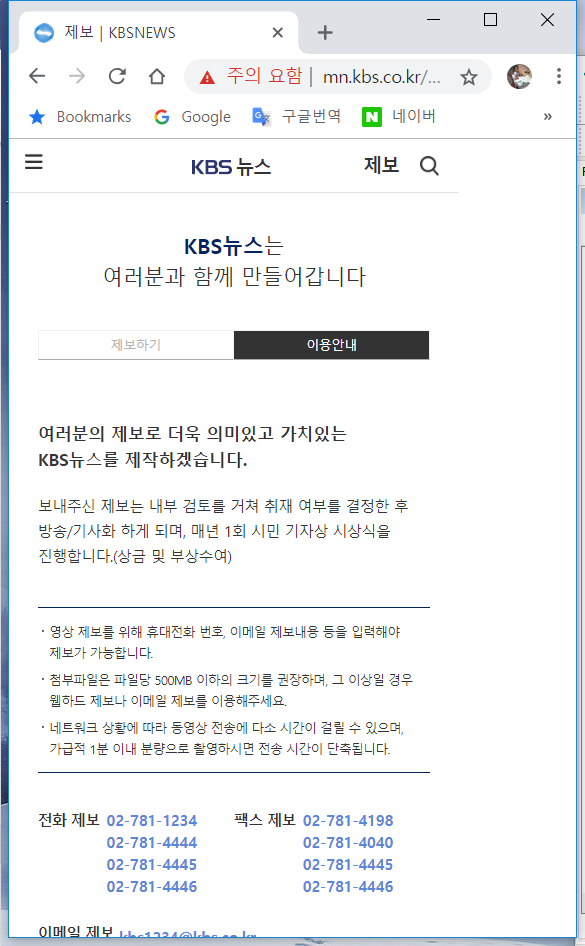 제보 | KBSNEWS
주의 요함 | mn.kbs.co.kr/...
Bookmarks Google 구글번역 네이버 »
KBS 뉴스 제보
KBS뉴스는
여러분과 함께 만들어갑니다
제보하기 이용안내
여러분의 제보로 더욱 의미있고 가치있는
KBS뉴스를 제작하겠습니다.
보내주신 제보는 내부 검토를 거쳐 취재 여부를 결정한 후
방송/기사화 하게 되며, 매년 1회 시민 기자상 시상식을
진행합니다.(상금 및 부상수여)
· 영상 제보를 위해 휴대전화 번호, 이메일 제보내용 등을 입력해야
제보가 가능합니다.
· 첨부파일은 파일당 500MB 이하의 크기를 권장하며, 그 이상일 경우
웹하드 제보나 이메일 제보를 이용해주세요.
· 네트워크 상황에 따라 동영상 전송에 다소 시간이 걸릴 수 있으며,
가급적 1분 이내 분량으로 촬영하시면 전송 시간이 단축됩니다.
전화 제보 02-781-1234 팩스 제보 02-781-4198
02-781-4444 02-781-4040
02-781-4445 02-781-4445
02-781-4446 02-781-4446
이메일 제보 kbs1234@kbs.co.kr